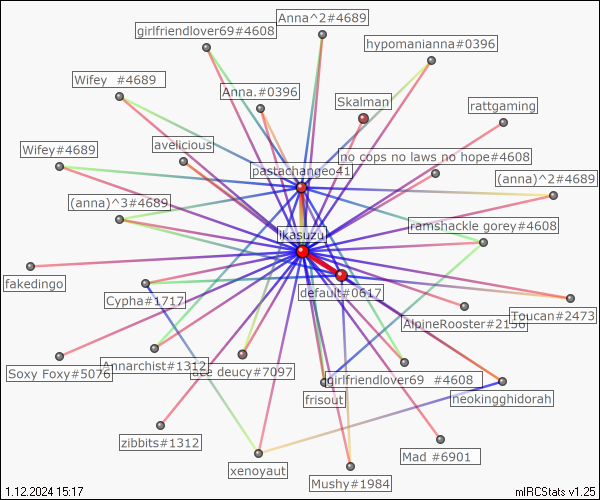 Anna^2#4689
girlfriendlover69#4608
hypomanianna#0396
Wifey #4689
Anna.#0396
Skalman
rattgaming
avelicious
Wifey#4689
no cops no laws no hope#4608
pastachangeo41
(anna)^2#4689
(anna)^3#4689
ramshackle gorey#4608
ikasuzu
fakedingo
default#0617
Cypha#1717
AlpineRooster#2156
Toucan#2473
Annarchist#1312
ace deucy#7097
Soxy Foxy#5076
girlfriendlover69 #4608
frisout
neokingghidorah
zibbits#1312
xenoyaut
Mad #6901
Mushy#1984
1.12.2024 15:17
mIRCStats v1.25